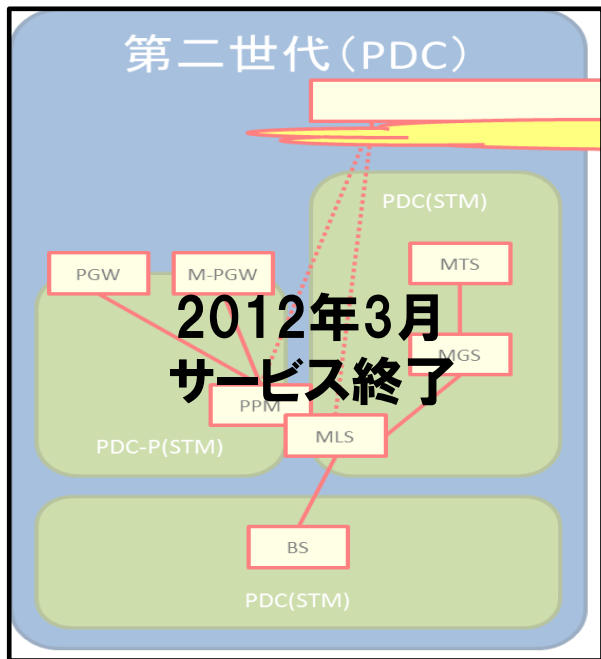 第二世代（PDC）
PDC(STM)
PGW
M-PGW
MTS
2012年3月
サービス終了
MGS
PPM
MLS
PDC-P(STM)
BS
PDC(STM)